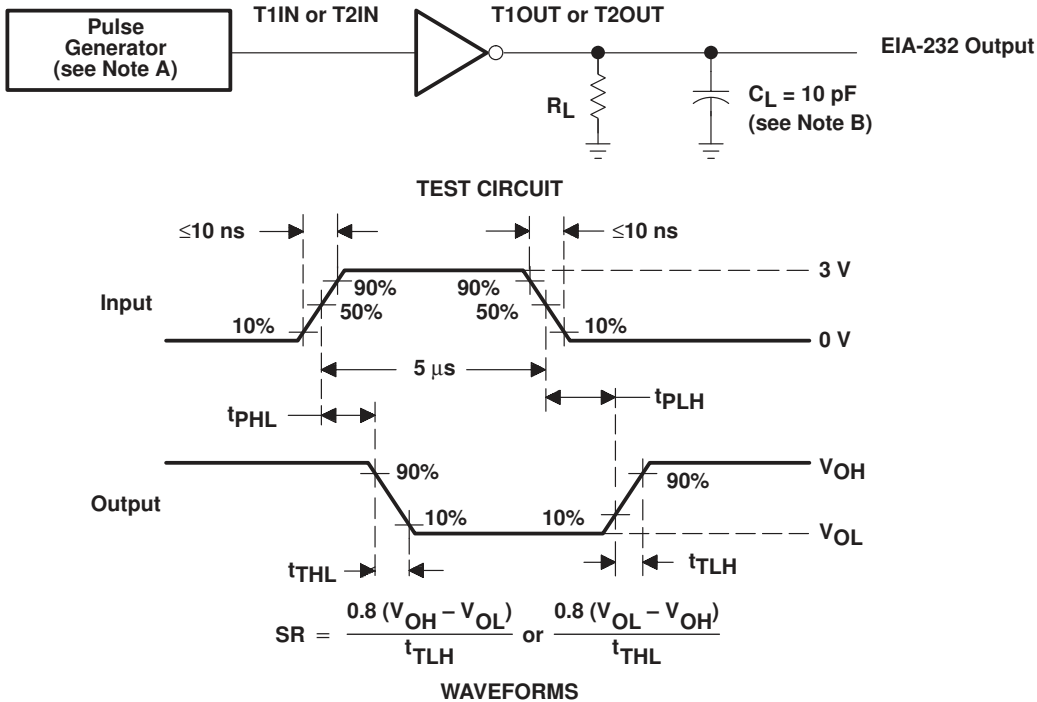 T1IN or T2IN
T1OUT or T2OUT
Pulse
Generator
(see Note A)
EIA-232 Output
RL
CL = 10 pF
(see Note B)
TEST CIRCUIT
≤10 ns
≤10 ns
3 V
90%
90%
Input
50%
50%
10%
10%
0 V
5 μs
tPHL
tPLH
VOH
90%
90%
Output
10%
10%
VOL
tTHL
tTLH
SR = 0.8 (VOH – VOL) / tTLH or 0.8 (VOL – VOH) / tTHL
WAVEFORMS